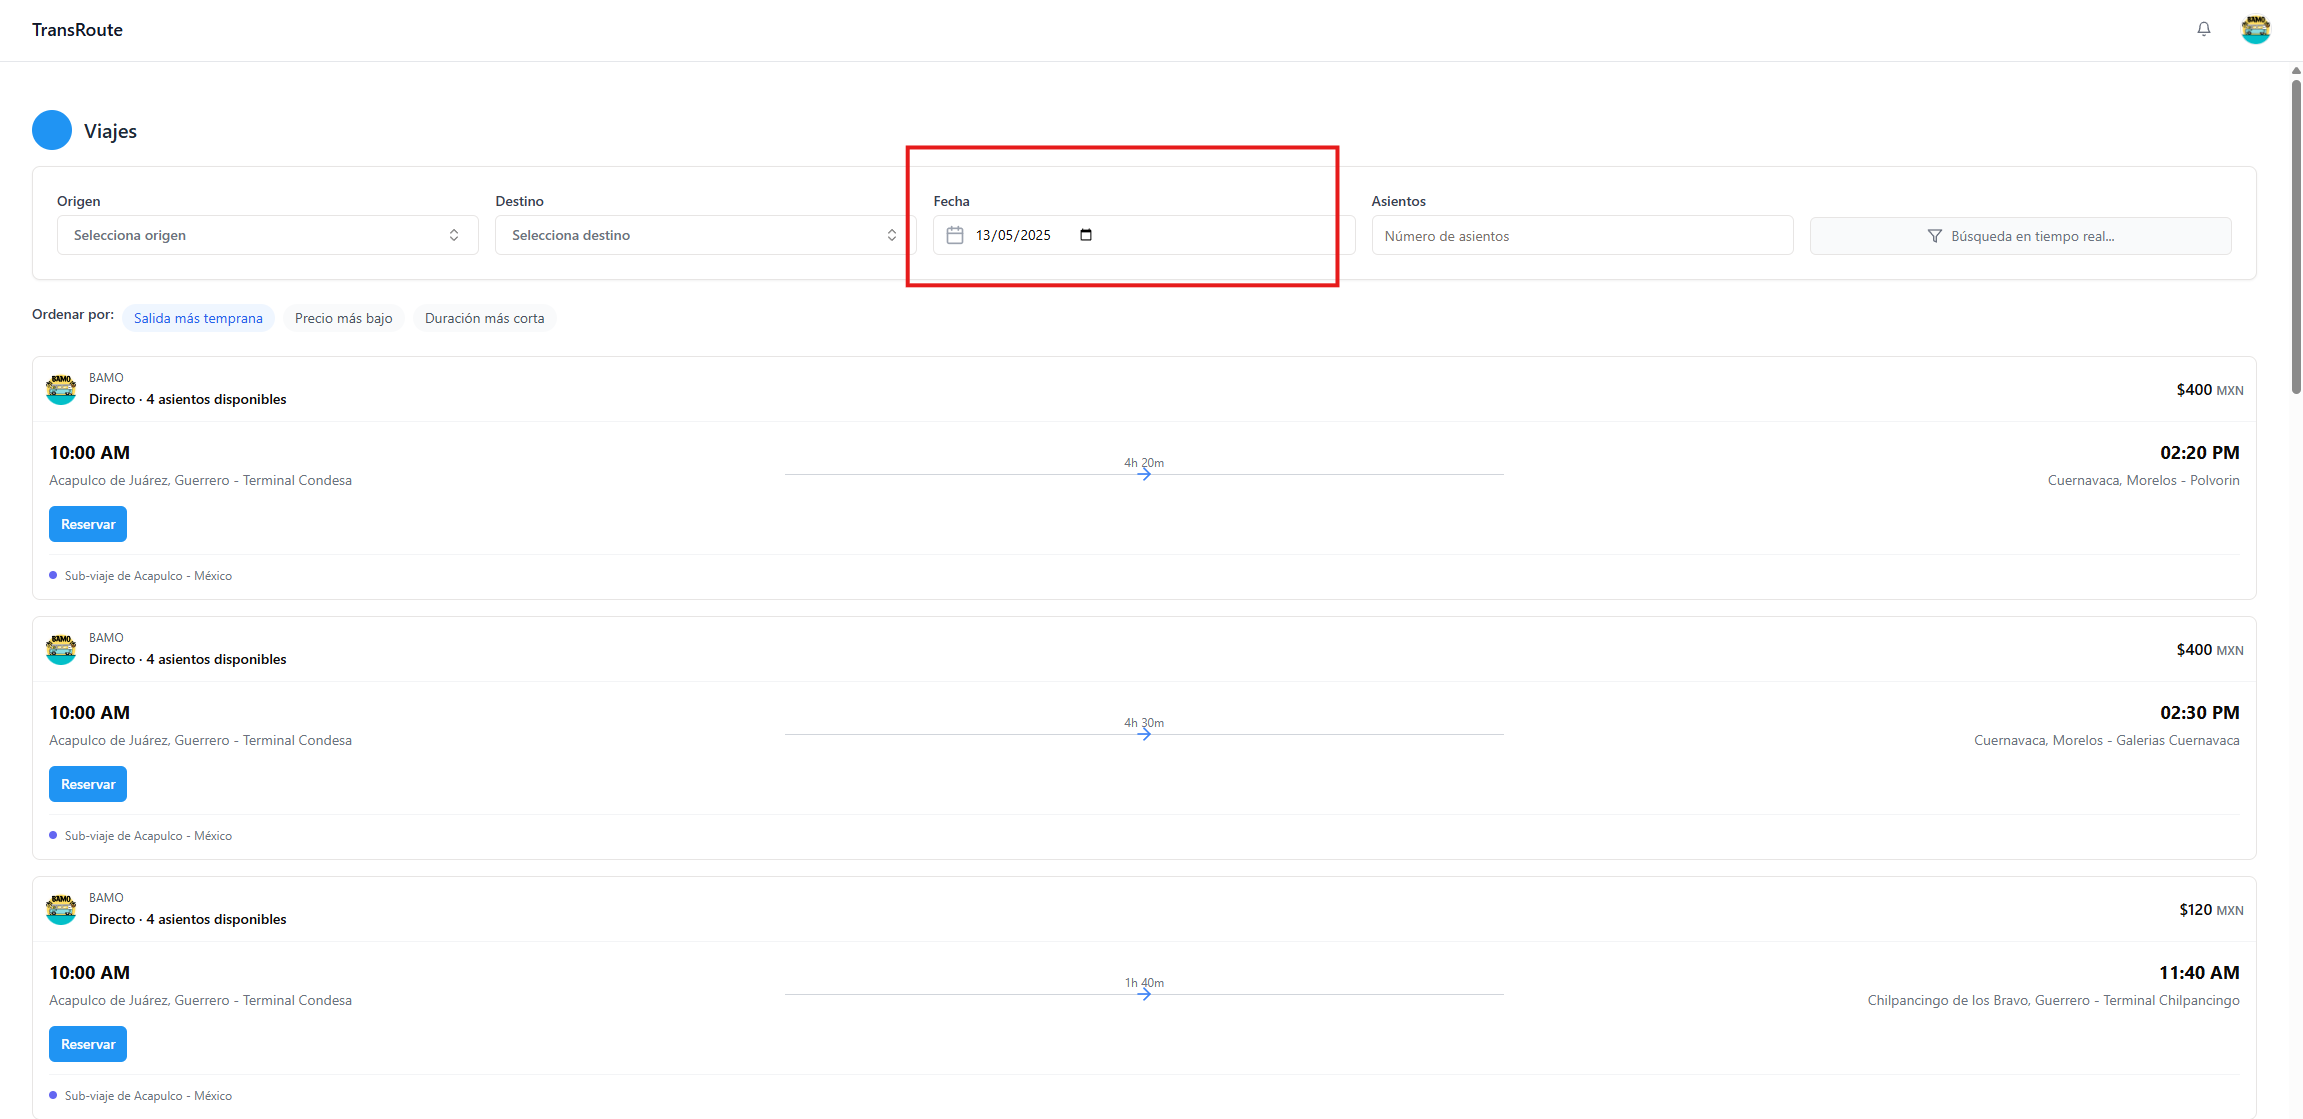 TransRoute
Viajes
Origen
Destino
Fecha
Asientos
Selecciona origen
Selecciona destino
13/05/2025
Número de asientos
Búsqueda en tiempo real...
Ordenar por:
Salida más temprana
Precio más bajo
Duración más corta
BAMO
BAMO
Directo · 4 asientos disponibles
$400 MXN
10:00 AM
4h 20m
02:20 PM
Acapulco de Juárez, Guerrero - Terminal Condesa
Cuernavaca, Morelos - Polvorin
Reservar
Sub-viaje de Acapulco - México
BAMO
BAMO
Directo · 4 asientos disponibles
$400 MXN
10:00 AM
4h 30m
02:30 PM
Acapulco de Juárez, Guerrero - Terminal Condesa
Cuernavaca, Morelos - Galerias Cuernavaca
Reservar
Sub-viaje de Acapulco - México
BAMO
BAMO
Directo · 4 asientos disponibles
$120 MXN
10:00 AM
1h 40m
11:40 AM
Acapulco de Juárez, Guerrero - Terminal Condesa
Chilpancingo de los Bravo, Guerrero - Terminal Chilpancingo
Reservar
Sub-viaje de Acapulco - México